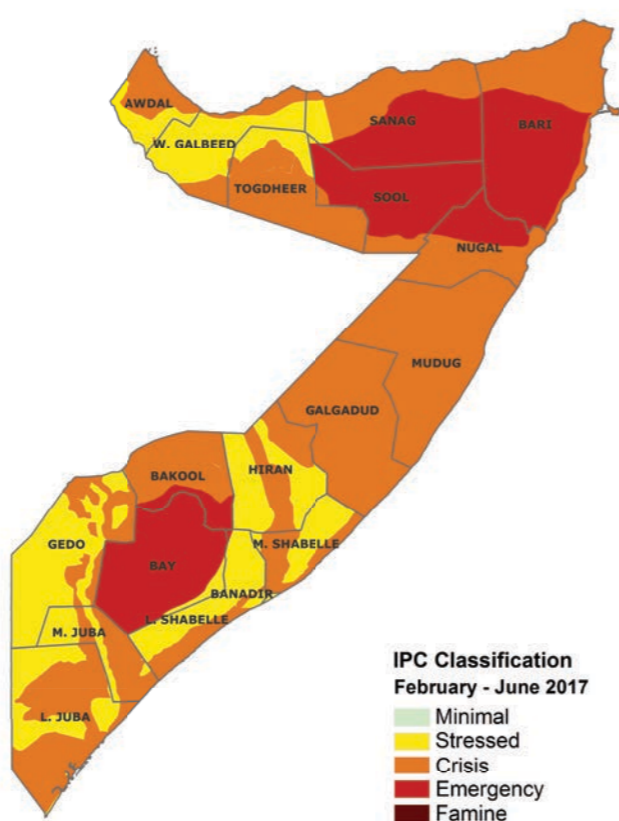 AWDAL
SANAG
BARI
W. GALBEED
TOGDHEER
SOOL
NUGAL
MUDUG
GALGADUD
HIRAN
BAKOOL
GEDO
M. SHABELLE
BAY
BANADIR
L. SHABELLE
M. JUBA
L. JUBA
IPC Classification
February - June 2017
Minimal
Stressed
Crisis
Emergency
Famine